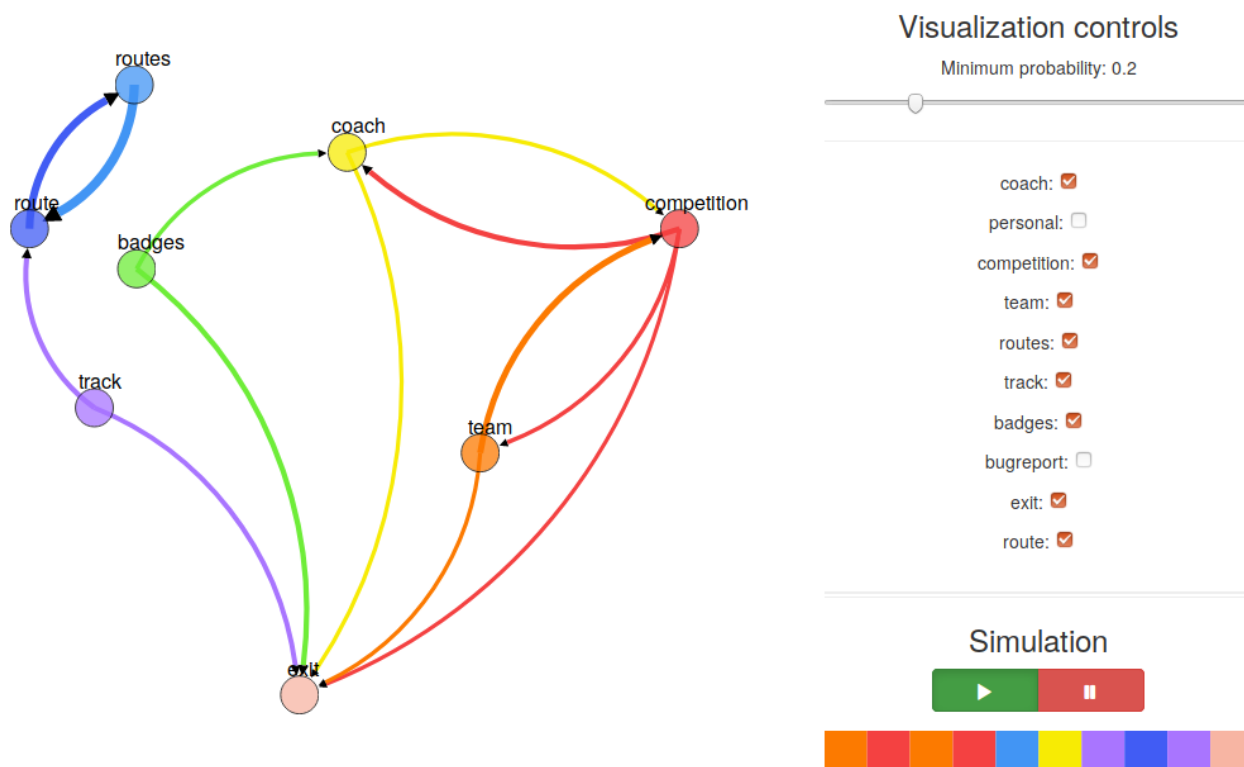 routes
coach
route
competition
badges
track
team
exit
Visualization controls
Minimum probability: 0.2
coach:
personal:
competition:
team:
routes:
track:
badges:
bugreport:
exit:
route:
Simulation